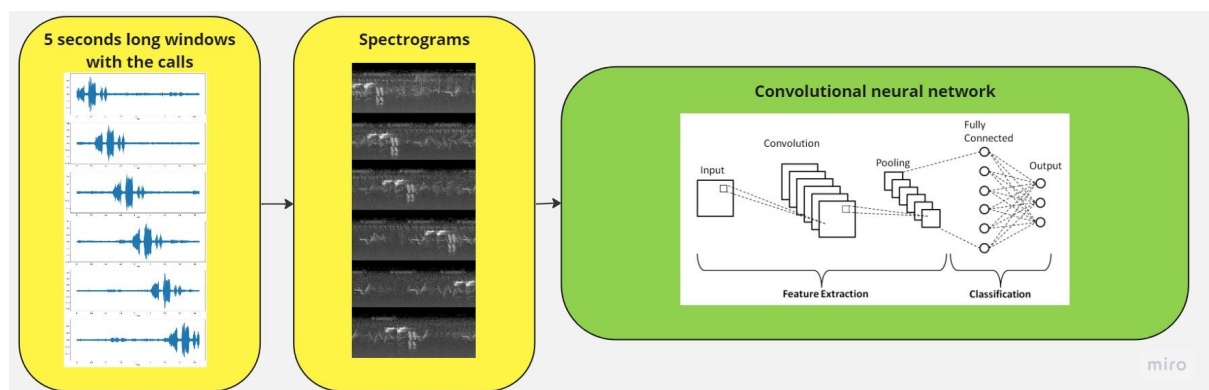 5 seconds long windows
with the calls
Spectrograms
Convolutional neural network
Input
Convolution
Pooling
Fully
Connected
Output
Feature Extraction
Classification
miro